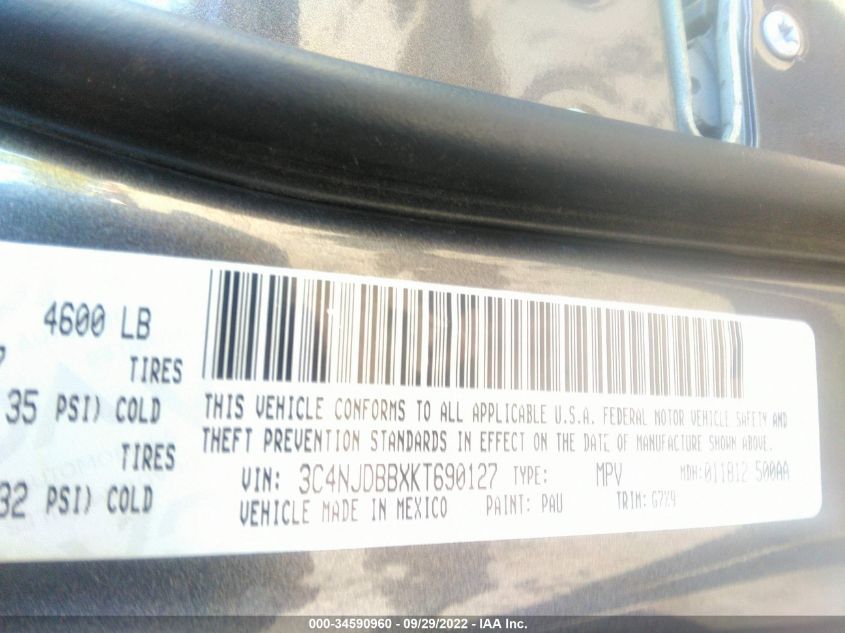 4600 LB
TIRES
35 PSI) COLD
TIRES
32 PSI) COLD
THIS VEHICLE CONFORMS TO ALL APPLICABLE U.S.A. FEDERAL MOTOR VEHICLE SAFETY AND
THEFT PREVENTION STANDARDS IN EFFECT ON THE DATE OF MANUFACTURE SHOWN ABOVE.
VIN: 3C4NJDBBXKT690127 TYPE: MPV MDH:011812 500AA
VEHICLE MADE IN MEXICO PAINT: PAU TRIM: G7X9
000-34590960 - 09/29/2022 - IAA Inc.